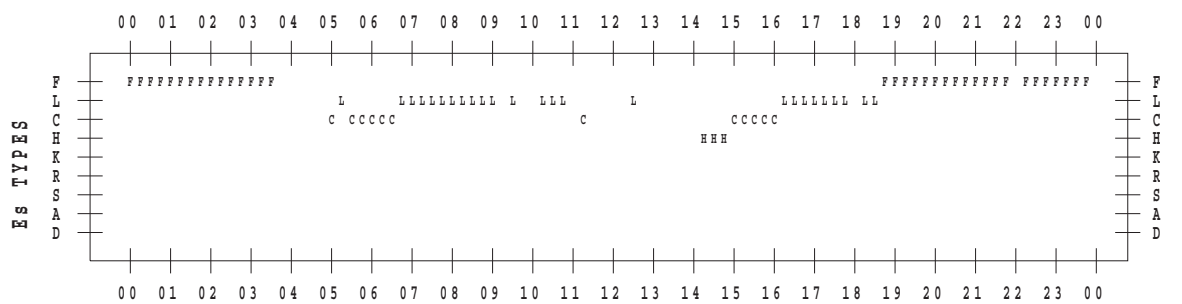 00 01 02 03 04 05 06 07 08 09 10 11 12 13 14 15 16 17 18 19 20 21 22 23 00
F FFFFFFFFFFFFFFF FFFFFFFFFFFFF FFFFFFF F
L L LLLLLLLLLL L LLL L LLLLLLL LL L
C C CCCCC C CCCCC C
H HHH H
K K
R R
S S
A A
D D
Es TYPES
00 01 02 03 04 05 06 07 08 09 10 11 12 13 14 15 16 17 18 19 20 21 22 23 00